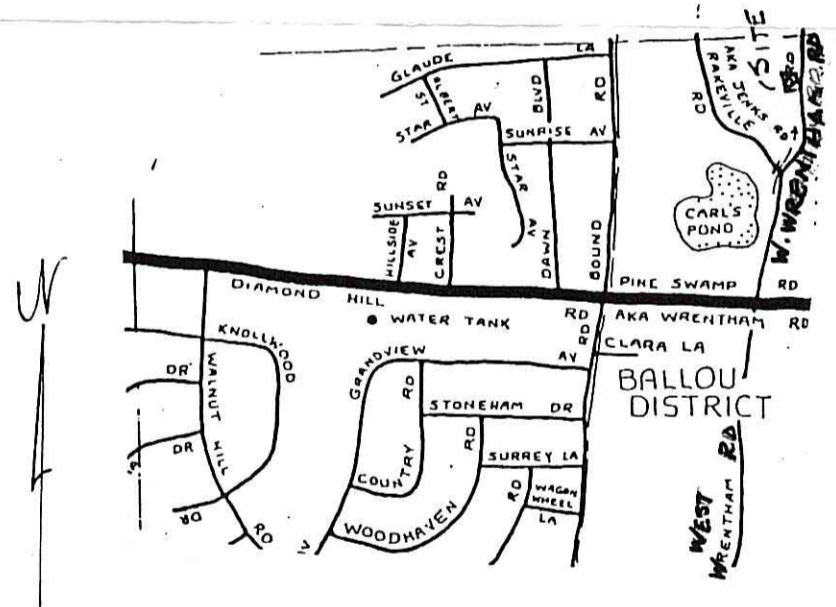 SITE
GLAUDE LA
ALBERT ST
STAR AV
SUNRISE AV
STAR AV
DAWN BLVD
BOUND RD
RAKEVILLE RD
AKA JENKS RD
W. WRENTHAM RD
CARL'S POND
SUNSET AV
HILLSIDE AV
CREST RD
N
DIAMOND HILL RD
PINE SWAMP RD
AKA WRENTHAM RD
WATER TANK
RD
CLARA LA
BALLOU DISTRICT
KNOLLWOOD DR
WALNUT HILL RD
DR
DR
GRANDVIEW AV
COUNTRY RD
STONEHAM DR
SURREY LA
WAGON WHEEL LA
RD
WOODHAVEN RD
AV
WEST WRENTHAM RD